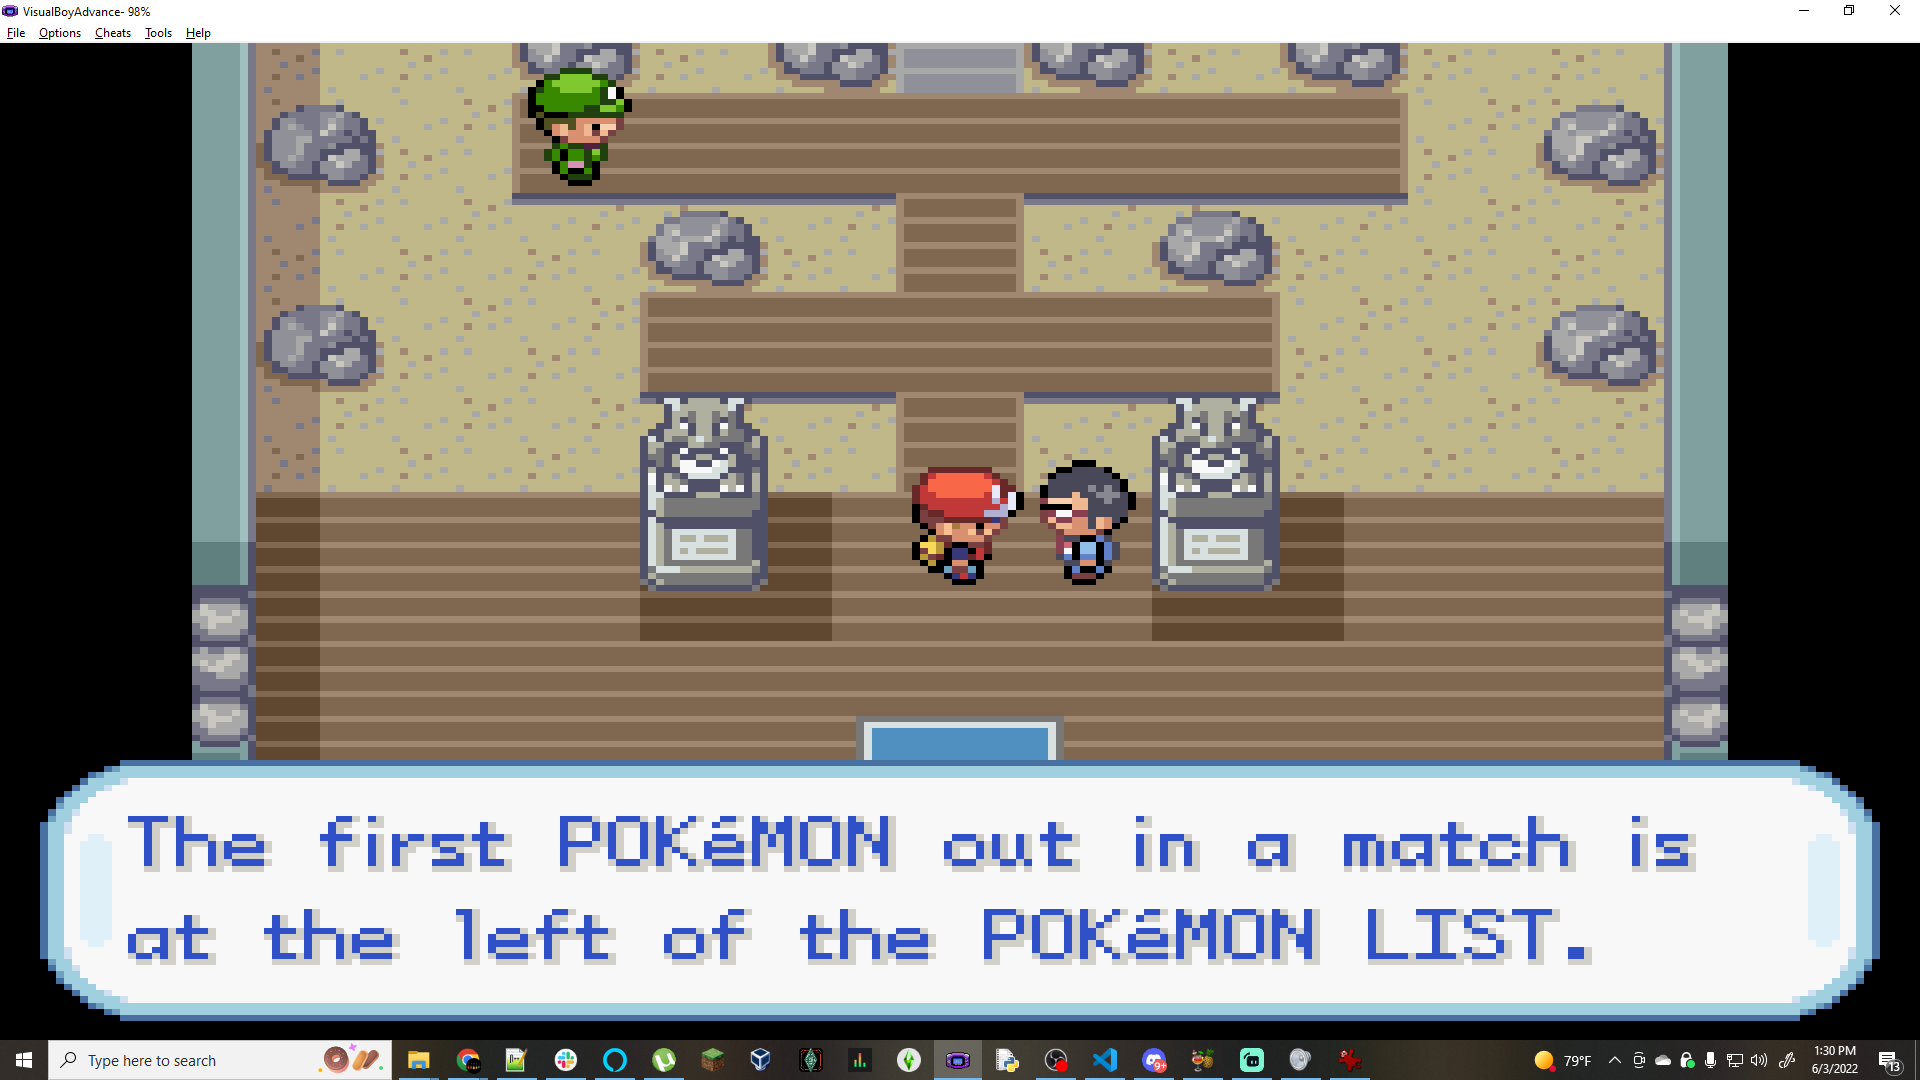 VisualBoyAdvance- 98%
File Options Cheats Tools Help
The first POKéMON out in a match is
at the left of the POKéMON LIST.
Type here to search
9+
79°F
1:30 PM
6/3/2022
13